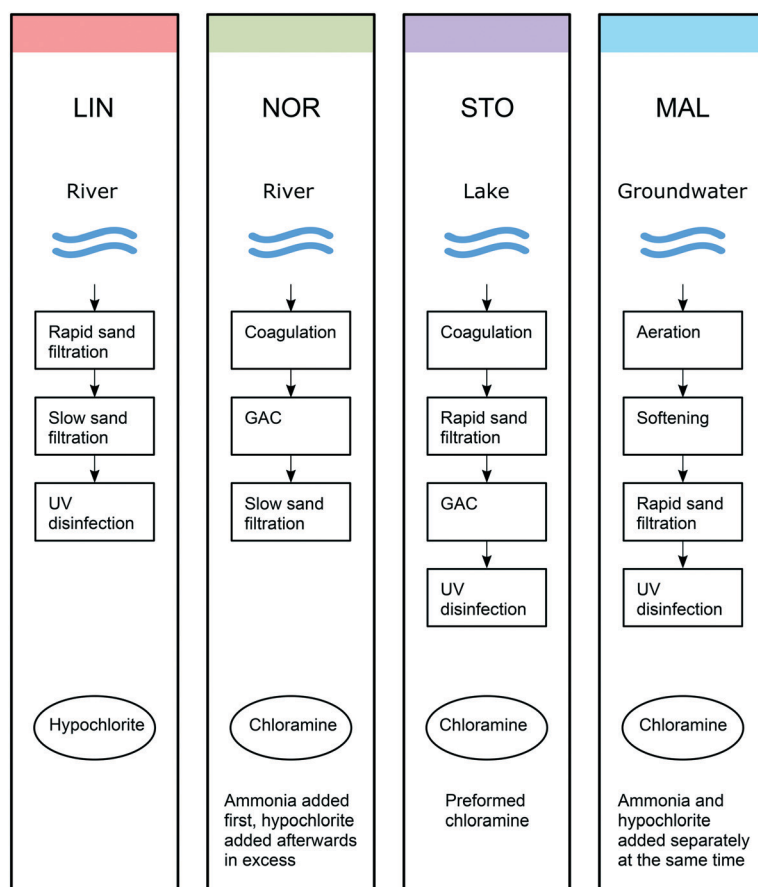 LIN
River
Rapid sand
filtration
Slow sand
filtration
UV
disinfection
Hypochlorite
NOR
River
Coagulation
GAC
Slow sand
filtration
Chloramine
Ammonia added
first, hypochlorite
added afterwards
in excess
STO
Lake
Coagulation
Rapid sand
filtration
GAC
UV
disinfection
Chloramine
Preformed
chloramine
MAL
Groundwater
Aeration
Softening
Rapid sand
filtration
UV
disinfection
Chloramine
Ammonia and
hypochlorite
added separately
at the same time